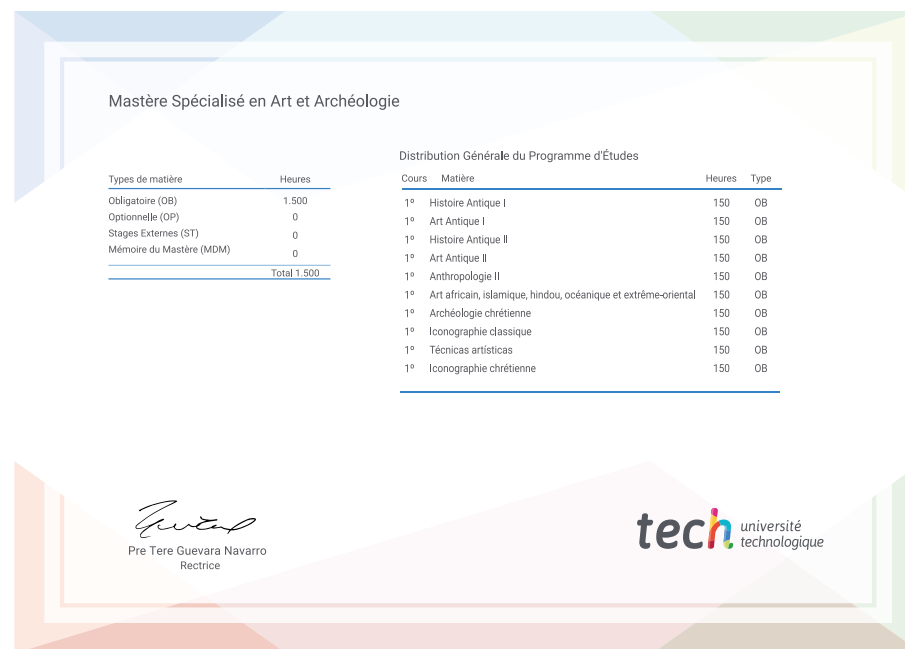 Mastère Spécialisé en Art et Archéologie
Types de matière Heures
Obligatoire (OB) 1.500
Optionnelle (OP) 0
Stages Externes (ST) 0
Mémoire du Mastère (MDM) 0
Total 1.500
Distribution Générale du Programme d'Études
Cours Matière Heures Type
1º Histoire Antique I 150 OB
1º Art Antique I 150 OB
1º Histoire Antique II 150 OB
1º Art Antique II 150 OB
1º Anthropologie II 150 OB
1º Art africain, islamique, hindou, océanique et extrême-oriental 150 OB
1º Archéologie chrétienne 150 OB
1º Iconographie classique 150 OB
1º Técnicas artísticas 150 OB
1º Iconographie chrétienne 150 OB
Pre Tere Guevara Navarro
Rectrice
tech université
technologique